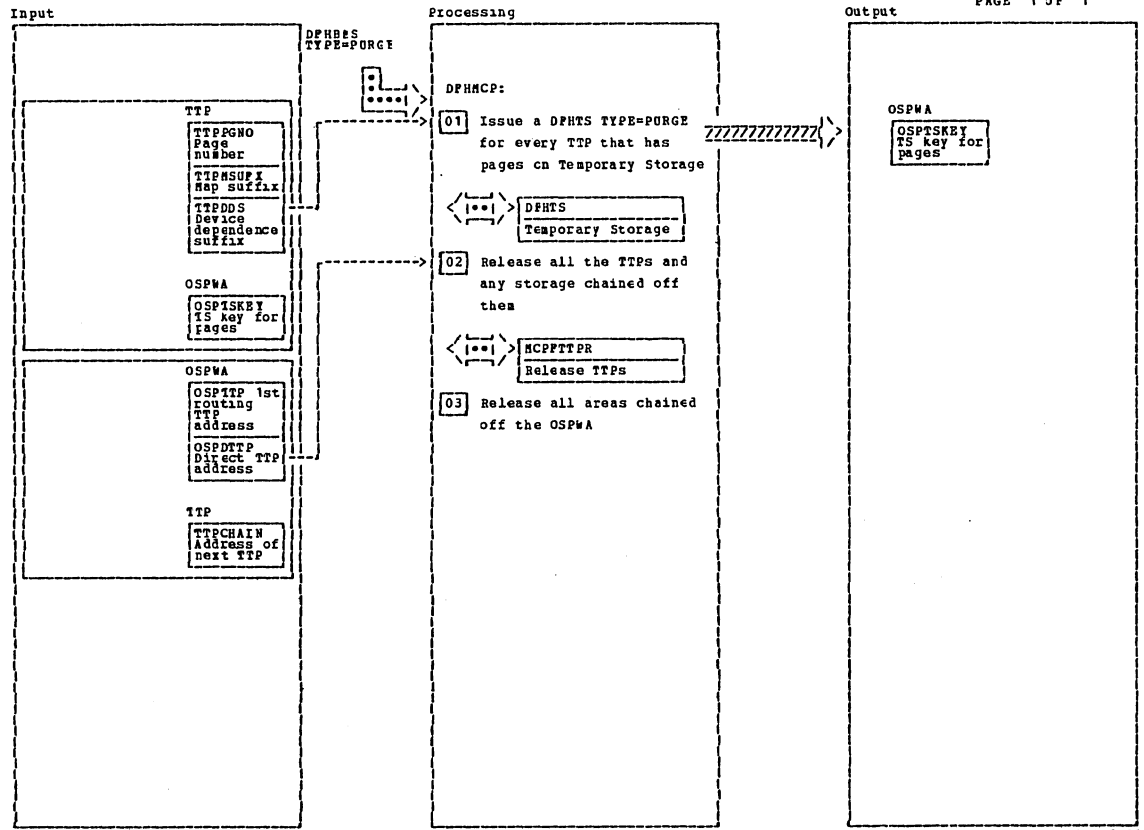 PAGE 1 OF 1
Input
Processing
Output
DFHBMS
TYPE=PURGE
DFHMCP:
TTP
TTPPGNO
Page
number
TTPMSUFX
Map suffix
TTPDDS
Device
dependence
suffix
OSPWA
OSPTSKEY
TS key for
pages
OSPWA
OSPTTP 1st
routing
TTP
address
OSPDTTP
Direct TTP
address
TTP
TTPCHAIN
Address of
next TTP
01 Issue a DFHTS TYPE=PURGE
for every TTP that has
pages on Temporary Storage
DFHTS
Temporary Storage
02 Release all the TTPs and
any storage chained off
them
MCPFTTPR
Release TTPs
03 Release all areas chained
off the OSPWA
OSPWA
OSPTSKEY
TS key for
pages